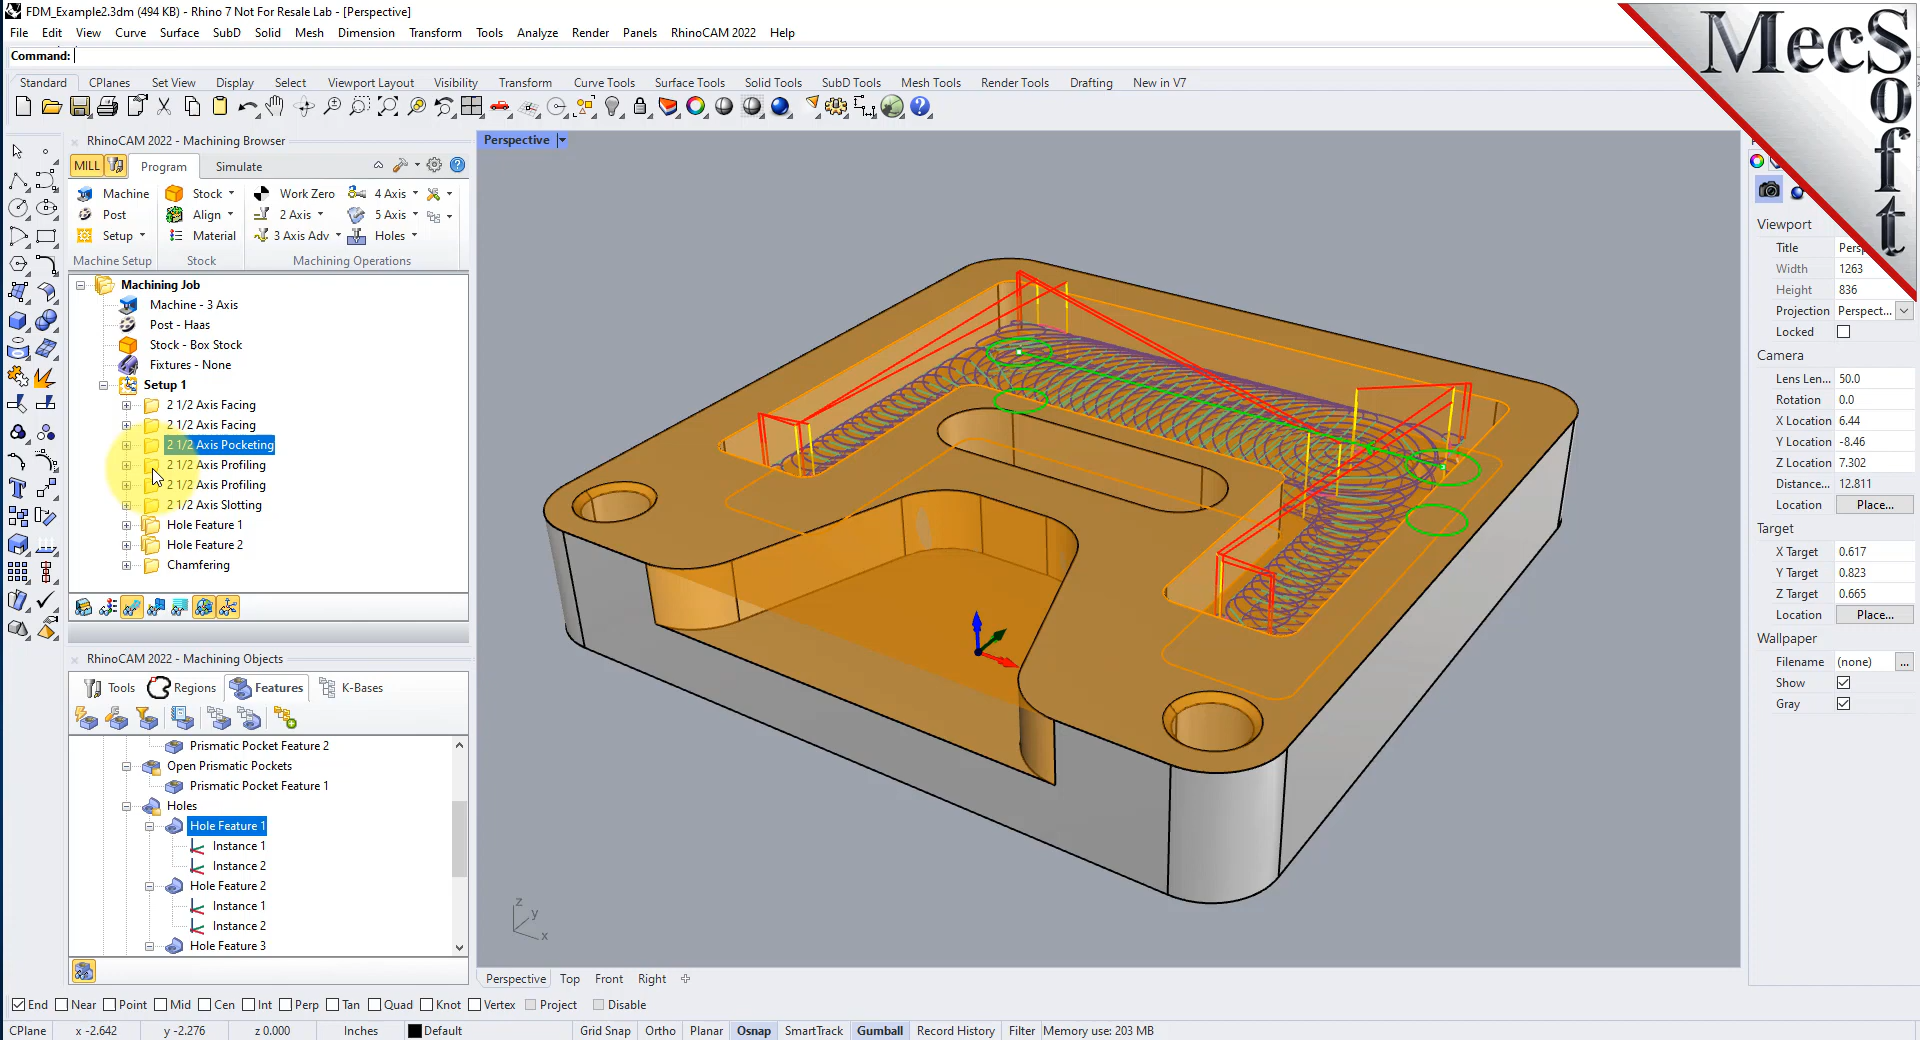 FDM_Example2.3dm (494 KB) - Rhino 7 Not For Resale Lab - [Perspective]
File Edit View Curve Surface SubD Solid Mesh Dimension Transform Tools Analyze Render Panels RhinoCAM 2022 Help
Command:
Standard CPlanes Set View Display Select Viewport Layout Visibility Transform Curve Tools Surface Tools Solid Tools SubD Tools Mesh Tools Render Tools Drafting New in V7
MecSoft
RhinoCAM 2022 - Machining Browser
MILL Program Simulate
Machine Stock Work Zero 4 Axis
Post Align 2 Axis 5 Axis
Setup Material 3 Axis Adv Holes
Machine Setup Stock Machining Operations
Machining Job
Machine - 3 Axis
Post - Haas
Stock - Box Stock
Fixtures - None
Setup 1
2 1/2 Axis Facing
2 1/2 Axis Facing
2 1/2 Axis Pocketing
2 1/2 Axis Profiling
2 1/2 Axis Profiling
2 1/2 Axis Slotting
Hole Feature 1
Hole Feature 2
Chamfering
RhinoCAM 2022 - Machining Objects
Tools Regions Features K-Bases
Prismatic Pocket Feature 2
Open Prismatic Pockets
Prismatic Pocket Feature 1
Holes
Hole Feature 1
Instance 1
Instance 2
Hole Feature 2
Instance 1
Instance 2
Hole Feature 3
Perspective
z
y
x
Perspective Top Front Right
Viewport
Title
Width 1263
Height 836
Projection Perspect...
Locked
Camera
Lens Len... 50.0
Rotation 0.0
X Location 6.44
Y Location -8.46
Z Location 7.302
Distance... 12.811
Location Place...
Target
X Target 0.617
Y Target 0.823
Z Target 0.665
Location Place...
Wallpaper
Filename (none) ...
Show
Gray
End Near Point Mid Cen Int Perp Tan Quad Knot Vertex Project Disable
CPlane x -2.642 y -2.276 z 0.000 Inches Default Grid Snap Ortho Planar Osnap SmartTrack Gumball Record History Filter Memory use: 203 MB